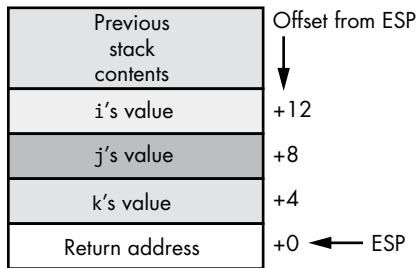 Previous
stack
contents
Offset from ESP
i's value
+12
j's value
+8
k's value
+4
Return address
+0
ESP